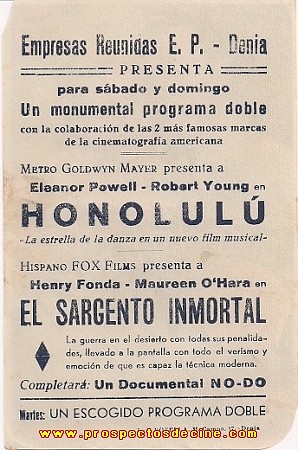 Empresas Reunidas E. P. - Denia
PRESENTA
para sábado y domingo
Un monumental programa doble
con la colaboración de las 2 más famosas marcas
de la cinematografía americana
METRO GOLDWYN MAYER presenta a
Eleanor Powell - Robert Young en
HONOLULÚ
-La estrella de la danza en un nuevo film musical-
HISPANO FOX FILMS presenta a
Henry Fonda - Maureen O'Hara en
EL SARGENTO INMORTAL
La guerra en el desierto con todas sus penalida-
des, llevado a la pantalla con todo el verismo y
emoción de que es capaz la técnica moderna.
Completará: Un Documental NO-DO
Martes: UN ESCOGIDO PROGRAMA DOBLE
Denia
www.prospectosdecine.com